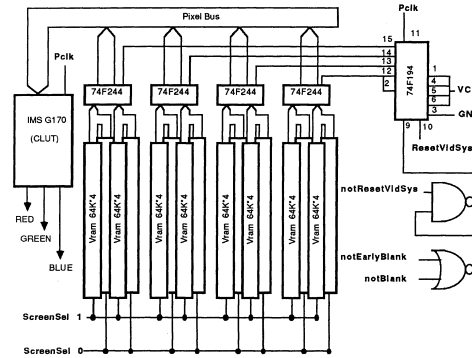 Pixel Bus
Pclk
Pclk
11
15
14
13
12
2
74F194
1
4
5
6
3
VC
GN
9
10
ResetVidSys
74F244
74F244
74F244
74F244
IMS G170
(CLUT)
Vram 64K*4
Vram 64K*4
Vram 64K*4
Vram 64K*4
Vram 64K*4
Vram 64K*4
Vram 64K*4
Vram 64K*4
notResetVidSys
RED
GREEN
BLUE
notEarlyBlank
notBlank
ScreenSel 1
ScreenSel 0